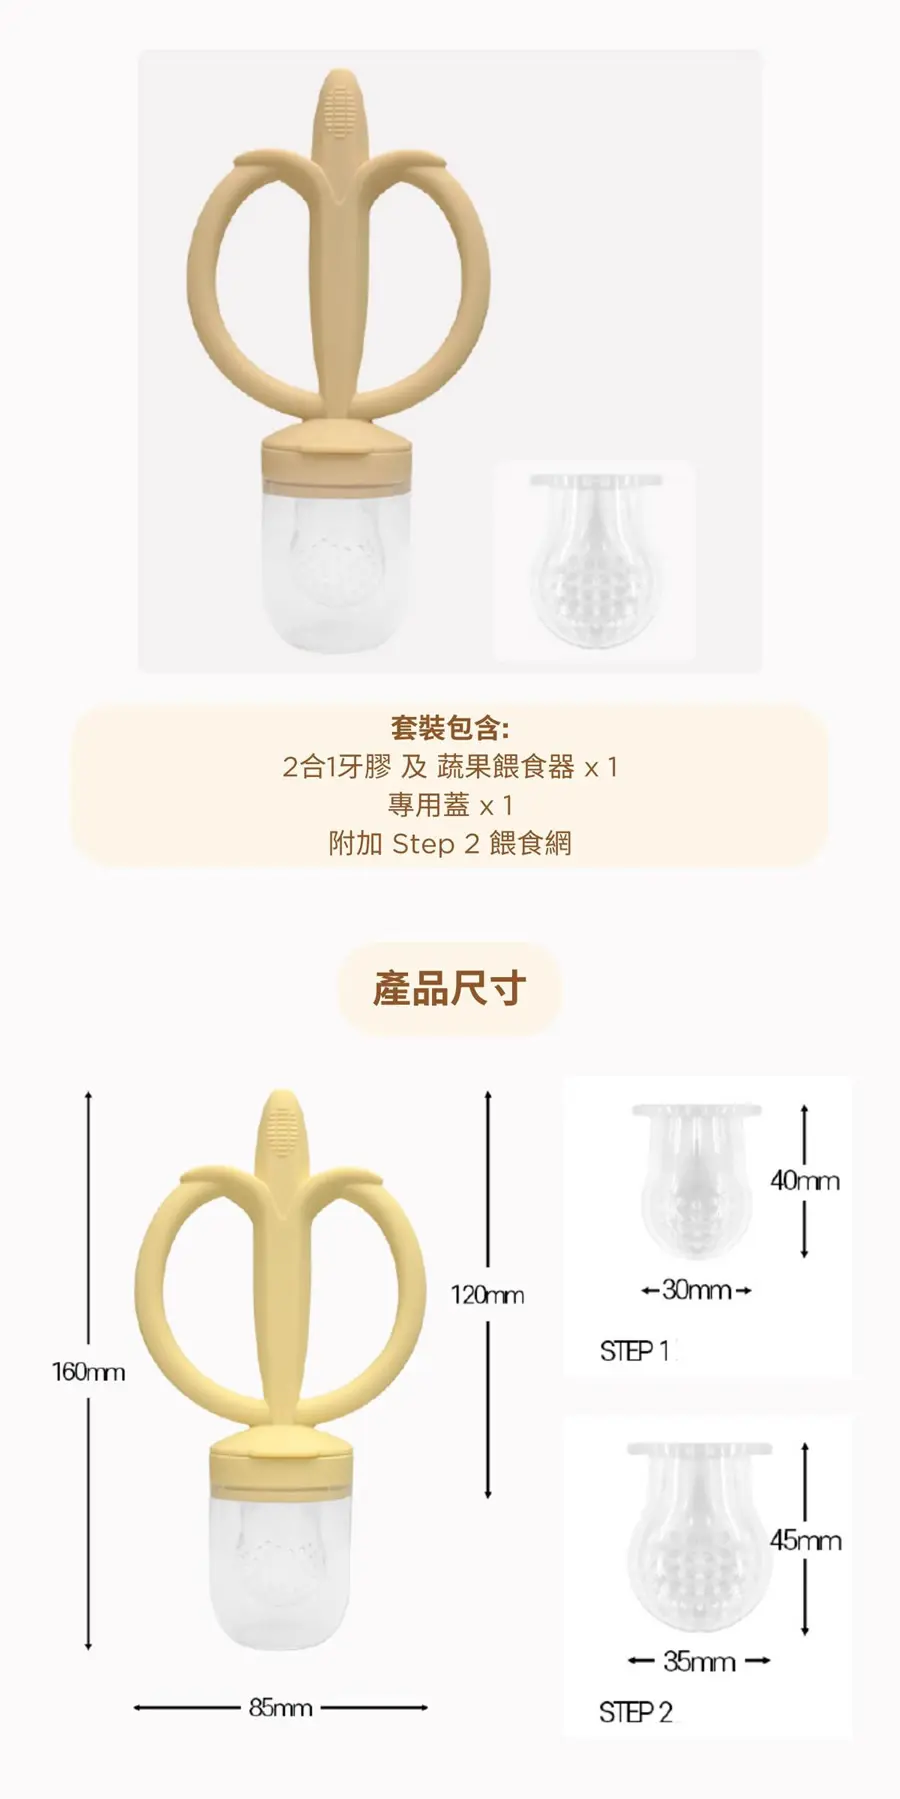 套裝包含:
2合1牙膠 及 蔬果餵食器 x 1
專用蓋 x 1
附加 Step 2 餵食網
產品尺寸
160mm
120mm
85mm
40mm
30mm
STEP 1
45mm
35mm
STEP 2